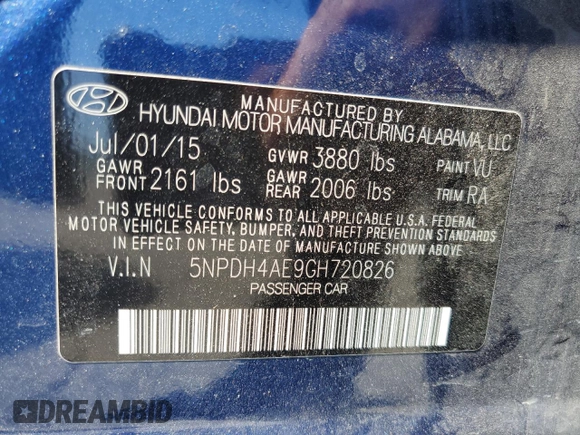 MANUFACTURED BY
HYUNDAI MOTOR MANUFACTURING ALABAMA, LLC
Jul/01/15 GVWR 3880 lbs PAINT VU
GAWR FRONT 2161 lbs GAWR REAR 2006 lbs TRIM RA
THIS VEHICLE CONFORMS TO ALL APPLICABLE U.S.A. FEDERAL
MOTOR VEHICLE SAFETY, BUMPER, AND THEFT PREVENTION STANDARDS
IN EFFECT ON THE DATE OF MANUFACTURE SHOWN ABOVE.
V.I.N 5NPDH4AE9GH720826
PASSENGER CAR
DREAMBID